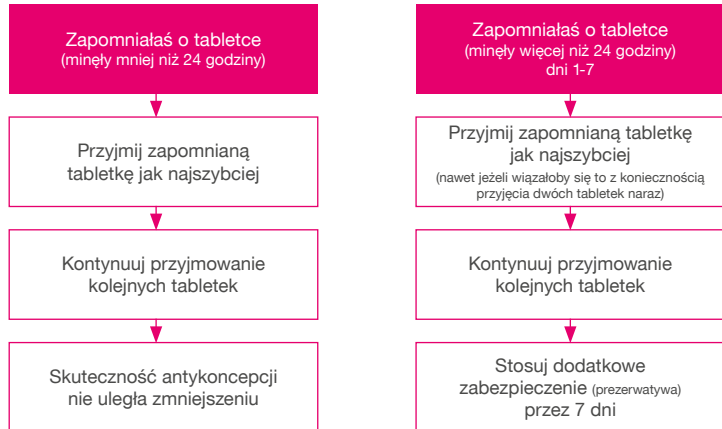 Zapomniałaś o tabletce
(minęły mniej niż 24 godziny)
Przyjmij zapomnianą
tabletkę jak najszybciej
Kontynuuj przyjmowanie
kolejnych tabletek
Skuteczność antykoncepcji
nie uległa zmniejszeniu
Zapomniałaś o tabletce
(minęły więcej niż 24 godziny)
dni 1-7
Przyjmij zapomnianą tabletkę
jak najszybciej
(nawet jeżeli wiązałoby się to z koniecznością
przyjęcia dwóch tabletek naraz)
Kontynuuj przyjmowanie
kolejnych tabletek
Stosuj dodatkowe
zabezpieczenie (prezerwatywa)
przez 7 dni